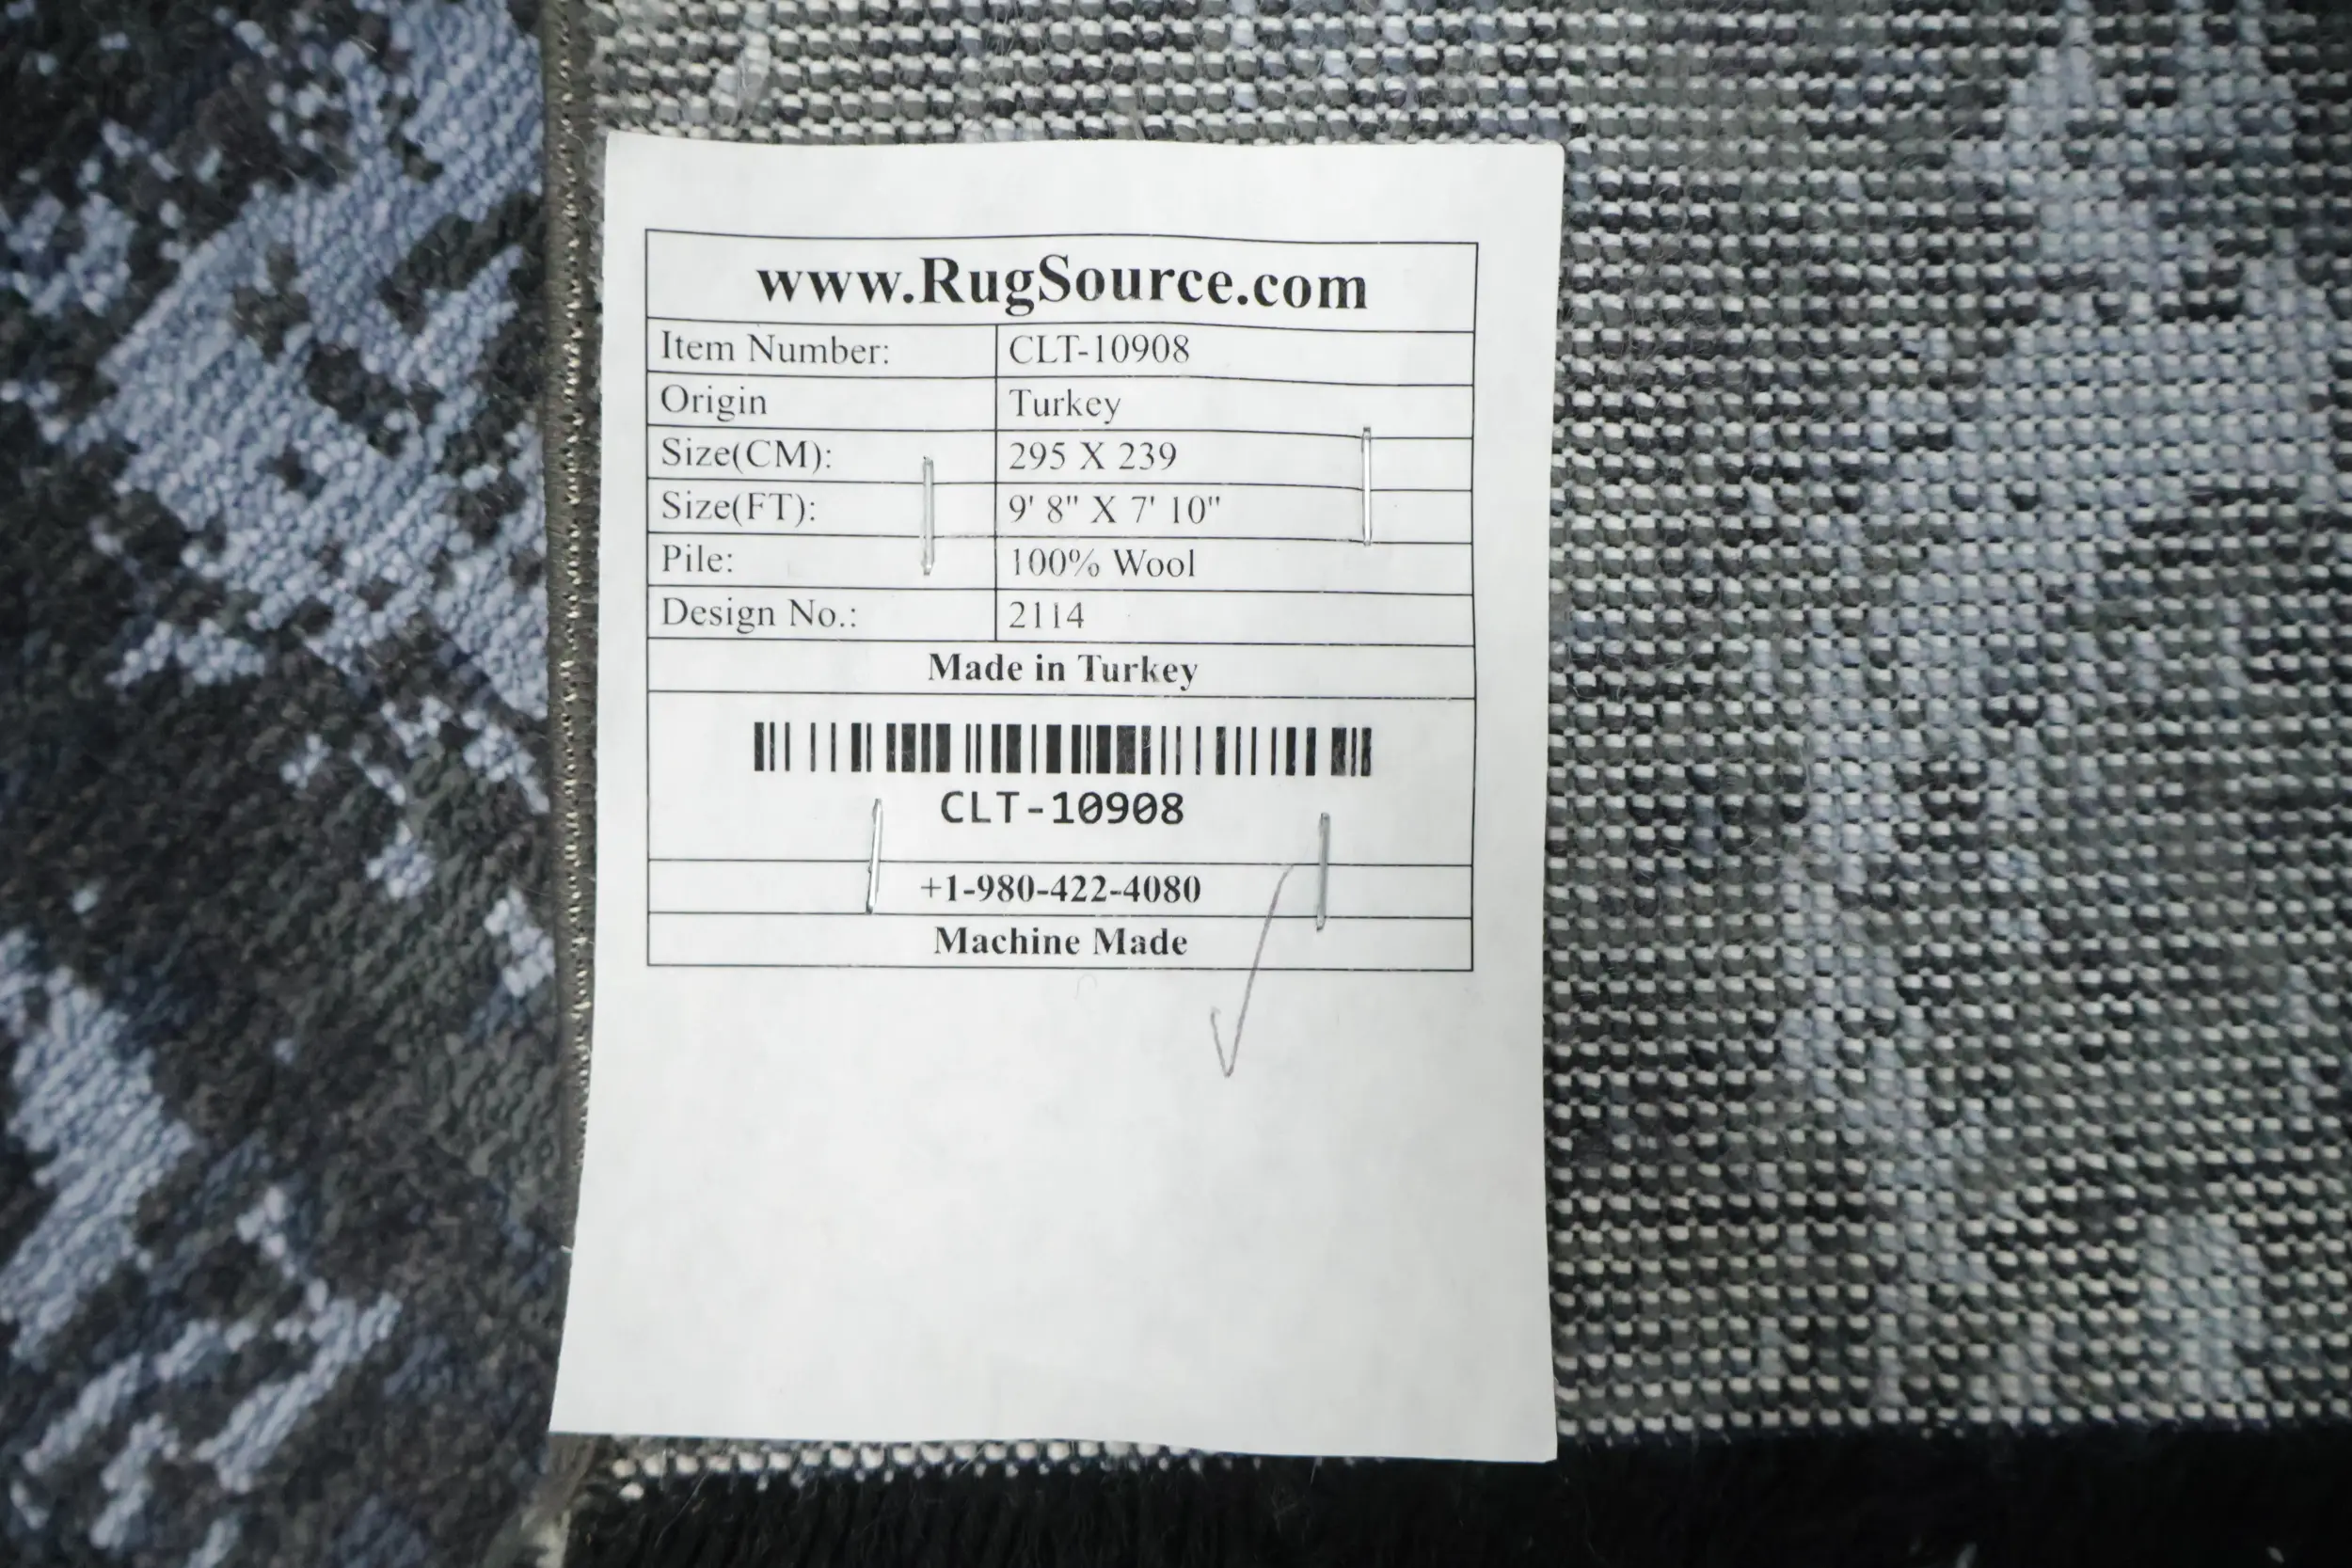 www.RugSource.com
Item Number: CLT-10908
Origin Turkey
Size(CM): 295 X 239
Size(FT): 9' 8" X 7' 10"
Pile: 100% Wool
Design No.: 2114
Made in Turkey
CLT-10908
+1-980-422-4080
Machine Made